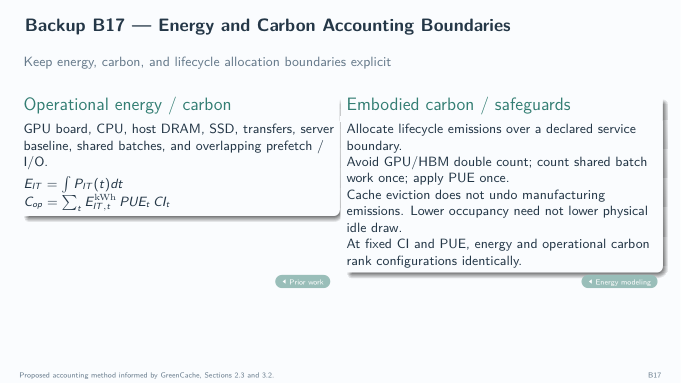 Backup B17 — Energy and Carbon Accounting Boundaries
Keep energy, carbon, and lifecycle allocation boundaries explicit
Operational energy / carbon
GPU board, CPU, host DRAM, SSD, transfers, server
baseline, shared batches, and overlapping prefetch /
I/O.
E_IT = ∫ P_IT(t)dt
C_op = ∑_t E^kWh_IT,t PUE_t CI_t
Embodied carbon / safeguards
Allocate lifecycle emissions over a declared service
boundary.
Avoid GPU/HBM double count; count shared batch
work once; apply PUE once.
Cache eviction does not undo manufacturing
emissions. Lower occupancy need not lower physical
idle draw.
At fixed CI and PUE, energy and operational carbon
rank configurations identically.
Prior work
Energy modeling
Proposed accounting method informed by GreenCache, Sections 2.3 and 3.2.
B17